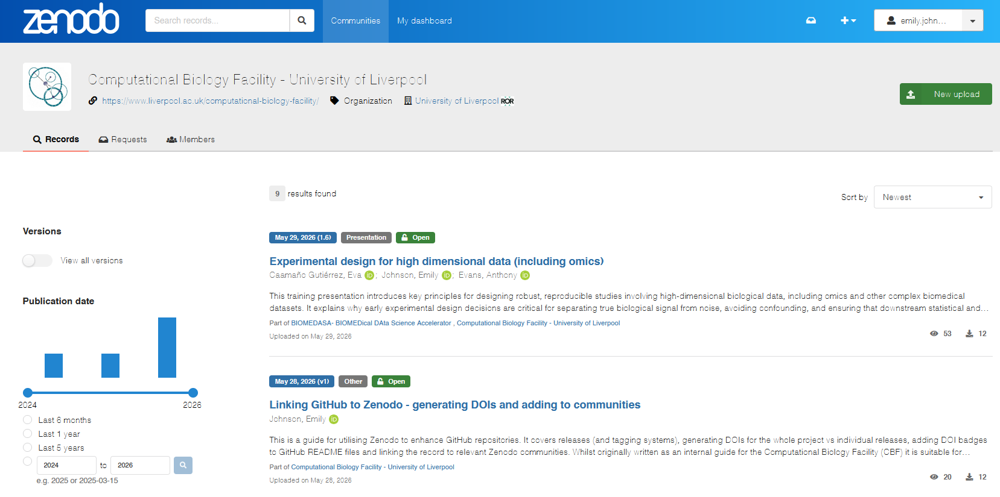 zenodo
Search records...
Communities
My dashboard
emily.john...
Computational Biology Facility - University of Liverpool
https://www.liverpool.ac.uk/computational-biology-facility/ Organization University of Liverpool ROR
New upload
Records Requests Members
9 results found
Sort by Newest
Versions
View all versions
Publication date
2024 2026
Last 6 months
Last 1 year
Last 5 years
2024 to 2026
e.g. 2025 or 2025-03-15
May 29, 2026 (1.6) Presentation Open
Experimental design for high dimensional data (including omics)
Caamaño Gutiérrez, Eva iD; Johnson, Emily iD; Evans, Anthony iD
This training presentation introduces key principles for designing robust, reproducible studies involving high-dimensional biological data, including omics and other complex biomedical
datasets. It explains why early experimental design decisions are critical for separating true biological signal from noise, avoiding confounding, and ensuring that downstream statistical and...
Part of BIOMEDASA- BIOMEDical DAta Science Accelerator , Computational Biology Facility - University of Liverpool
Uploaded on May 29, 2026
53 12
May 28, 2026 (v1) Other Open
Linking GitHub to Zenodo - generating DOIs and adding to communities
Johnson, Emily iD
This is a guide for utilising Zenodo to enhance GitHub repositories. It covers releases (and tagging systems), generating DOIs for the whole project vs individual releases, adding DOI badges
to GitHub README files and linking the record to relevant Zenodo communities. Whilst originally written as an internal guide for the Computational Biology Facility (CBF) it is suitable for...
Part of Computational Biology Facility - University of Liverpool
Uploaded on May 28, 2026
20 12